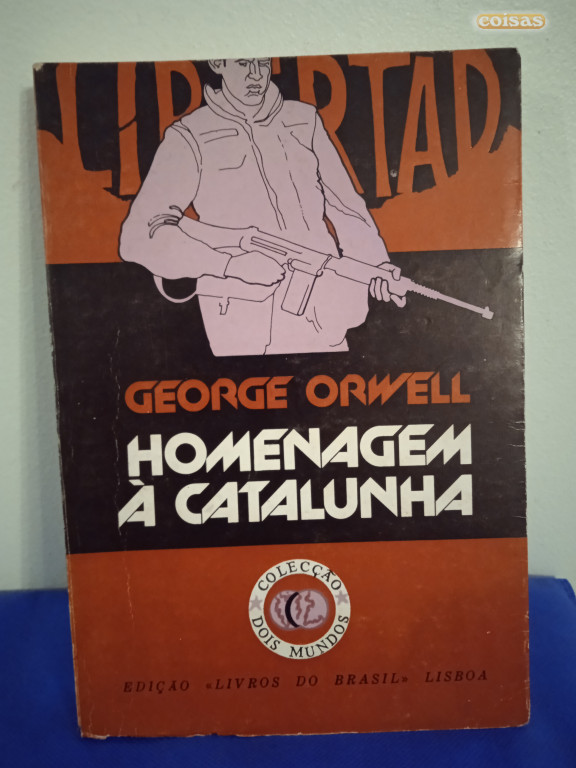 coisas
LIBERTAD
GEORGE ORWELL
HOMENAGEM
À CATALUNHA
COLECÇÃO
DOIS MUNDOS
EDIÇÃO «LIVROS DO BRASIL» LISBOA